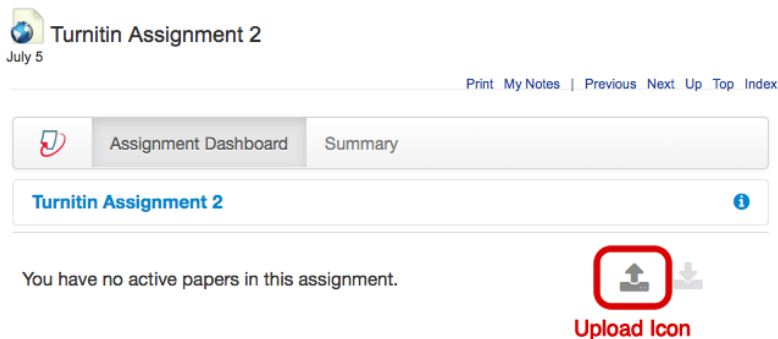 Turnitin Assignment 2
July 5
Print My Notes | Previous Next Up Top Index
Assignment Dashboard Summary
Turnitin Assignment 2
You have no active papers in this assignment.
Upload Icon